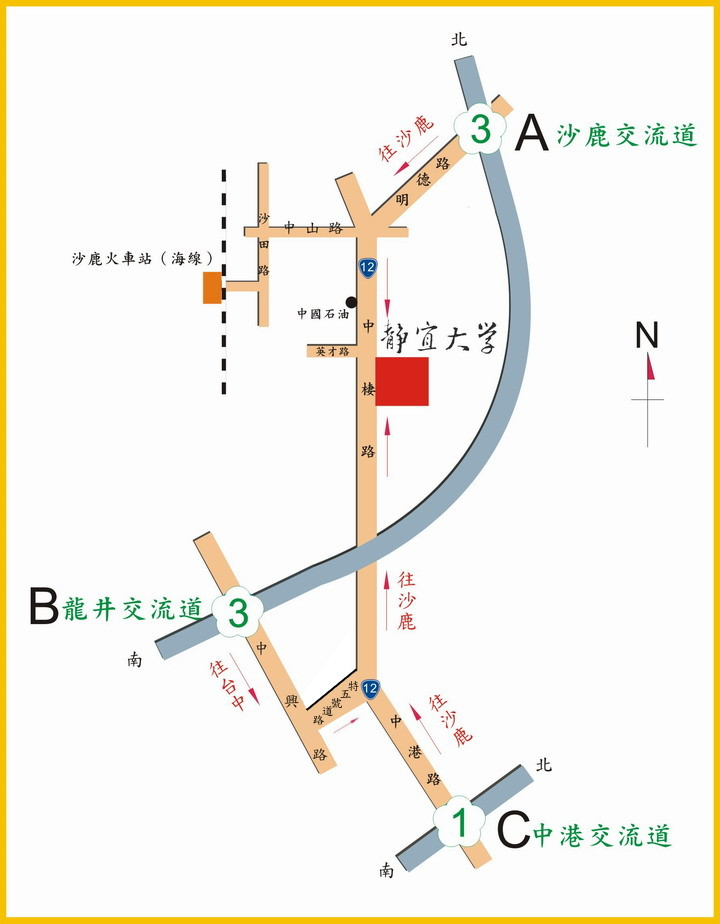 北
3
A 沙鹿交流道
往沙鹿
明德路
沙田路
中山路
沙鹿火車站（海線）
12
中國石油
靜宜大学
英才路
中棲路
N
往沙鹿
B 龍井交流道
3
南
往台中
中興路
特五號道路
12
往沙鹿
中港路
北
1
C 中港交流道
南